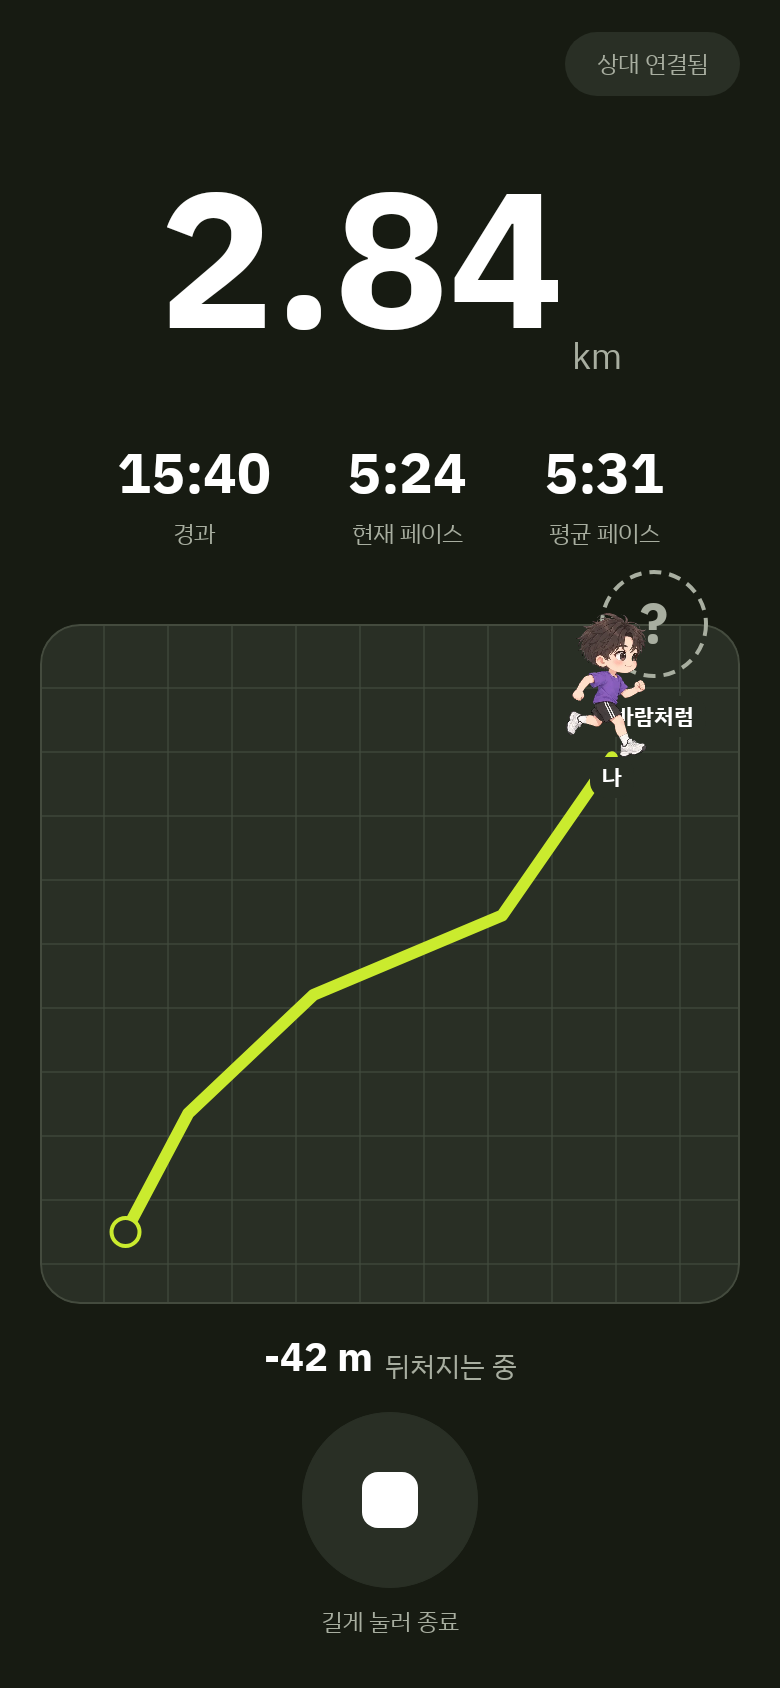 상대 연결됨
2.84
km
15:40 5:24 5:31
경과 현재 페이스 평균 페이스
?
바람처럼
나
-42 m 뒤처지는 중
길게 눌러 종료